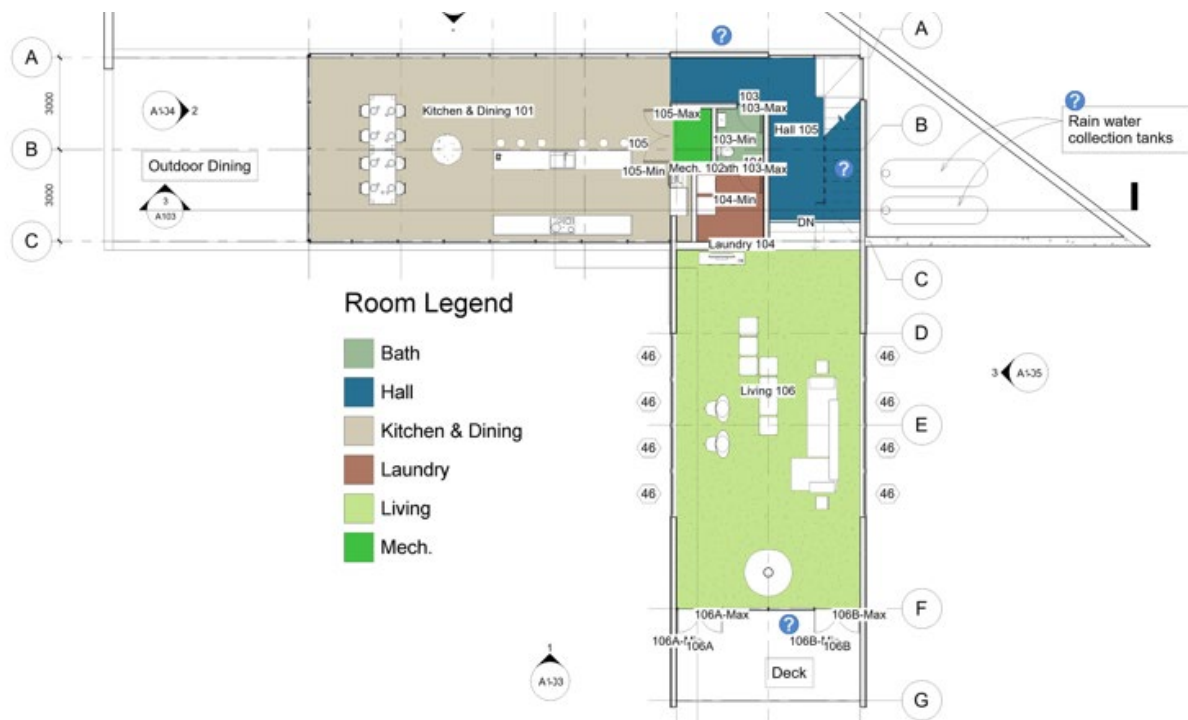 A
A
?
3000
A1-04
2
Kitchen & Dining 101
103
105-Max
103-Max
Hall 105
?
Rain water
collection tanks
B
B
105
103-Min
Outdoor Dining
105-Min
Mech. 102
103-Max
?
3000
3
A103
104-Min
DN
C
Laundry 104
C
Room Legend
D
Bath
46
46
Hall
3
A1-05
Living 106
46
46
Kitchen & Dining
E
46
46
Laundry
46
46
Living
Mech.
F
106A-Max
106B-Max
?
106A
106B
1
A1-03
Deck
G